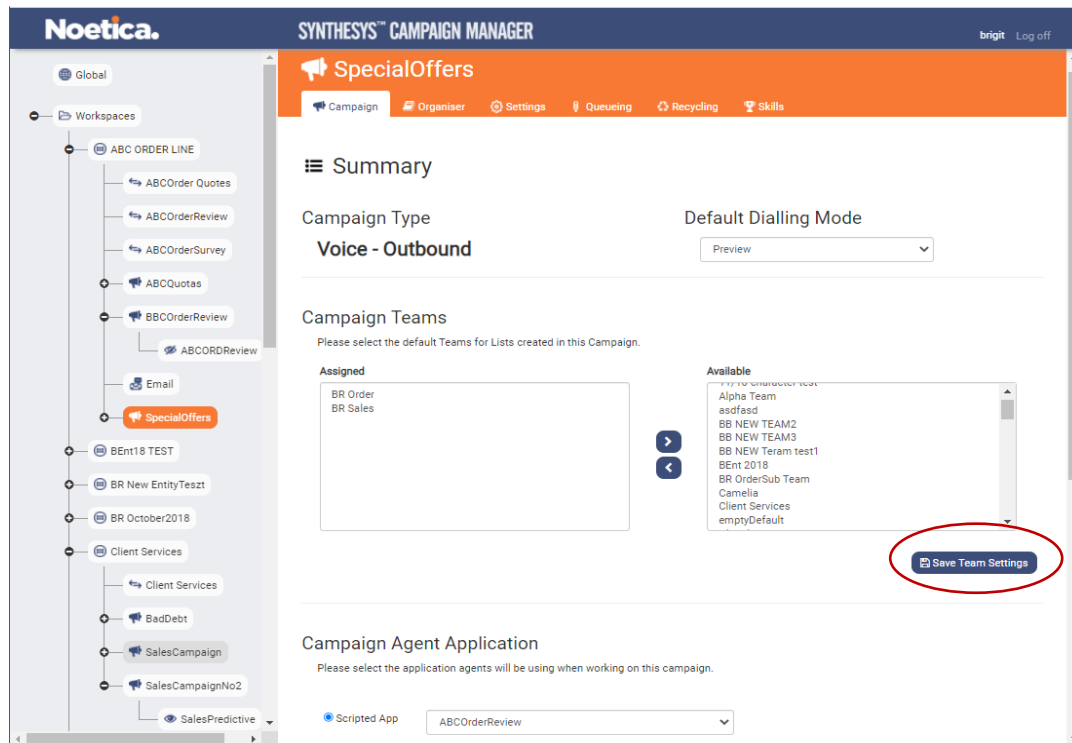 Noetica.
SYNTHESYS™ CAMPAIGN MANAGER
brigit Log off
Global
Workspaces
ABC ORDER LINE
ABCOrder Quotes
ABCOrderReview
ABCOrderSurvey
ABCQuotas
BBCOrderReview
ABCORDReview
Email
SpecialOffers
BEnt18 TEST
BR New EntityTeszt
BR October2018
Client Services
Client Services
BadDebt
SalesCampaign
SalesCampaignNo2
SalesPredictive
SpecialOffers
Campaign Organiser Settings Queueing Recycling Skills
Summary
Campaign Type
Voice - Outbound
Default Dialling Mode
Preview
Campaign Teams
Please select the default Teams for Lists created in this Campaign.
Assigned
BR Order
BR Sales
Available
character test
Alpha Team
asdfasd
BB NEW TEAM2
BB NEW TEAM3
BB NEW Teram test1
BEnt 2018
BR OrderSub Team
Camelia
Client Services
emptyDefault
Save Team Settings
Campaign Agent Application
Please select the application agents will be using when working on this campaign.
Scripted App
ABCOrderReview